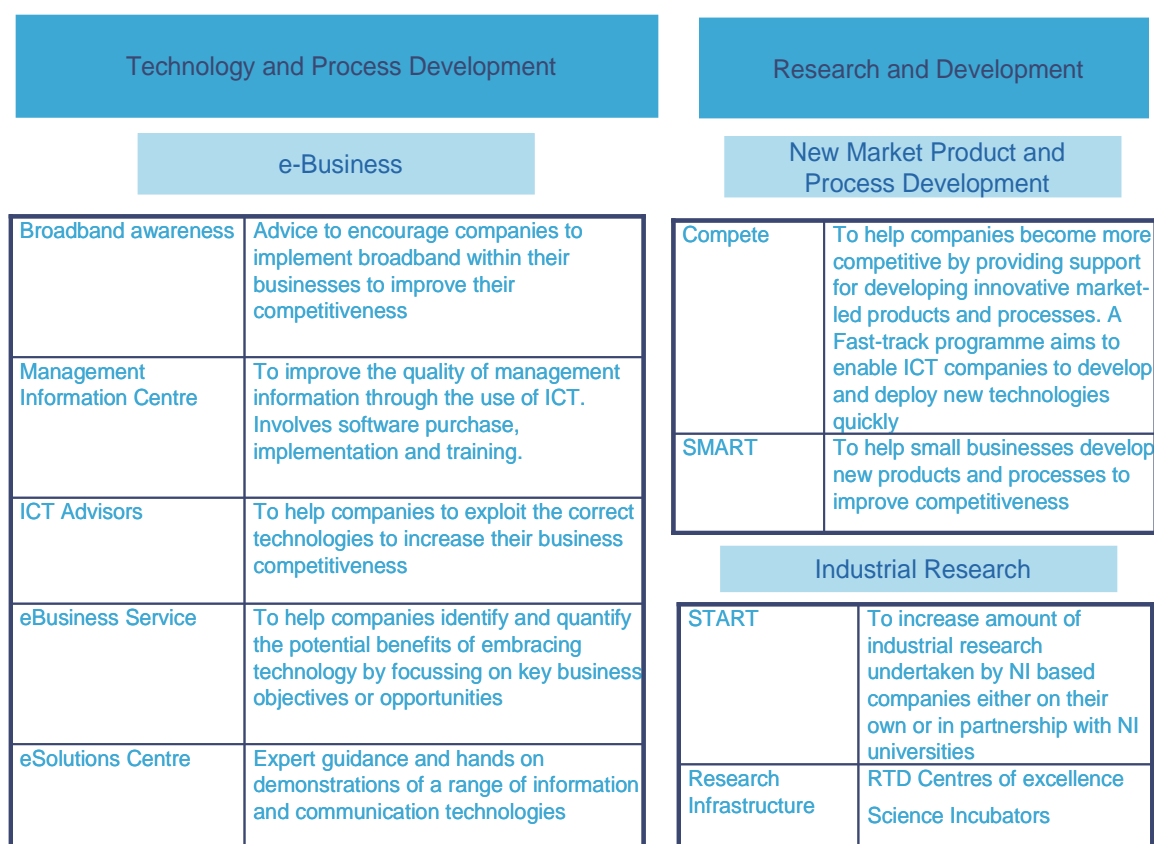 Technology and Process Development
e-Business
Broadband awareness
Advice to encourage companies to
implement broadband within their
businesses to improve their
competitiveness
Management
Information Centre
To improve the quality of management
information through the use of ICT.
Involves software purchase,
implementation and training.
ICT Advisors
To help companies to exploit the correct
technologies to increase their business
competitiveness
eBusiness Service
To help companies identify and quantify
the potential benefits of embracing
technology by focussing on key business
objectives or opportunities
eSolutions Centre
Expert guidance and hands on
demonstrations of a range of information
and communication technologies
Research and Development
New Market Product and
Process Development
Compete
To help companies become more
competitive by providing support
for developing innovative market-
led products and processes. A
Fast-track programme aims to
enable ICT companies to develop
and deploy new technologies
quickly
SMART
To help small businesses develop
new products and processes to
improve competitiveness
Industrial Research
START
To increase amount of
industrial research
undertaken by NI based
companies either on their
own or in partnership with NI
universities
Research
Infrastructure
RTD Centres of excellence
Science Incubators